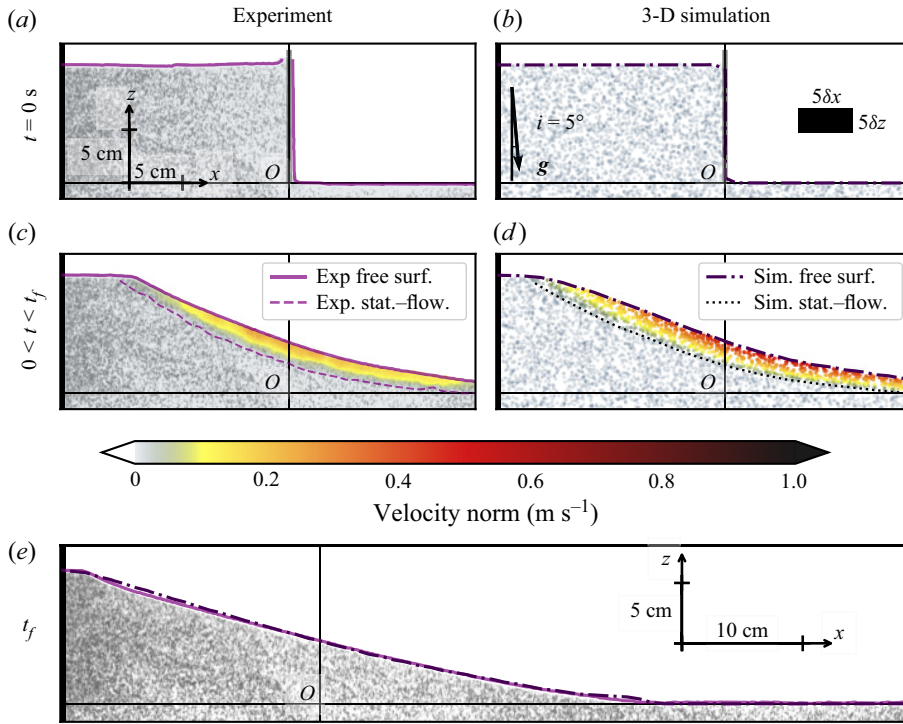 Experiment
3-D simulation
(a)
(b)
t = 0 s
z
5 cm
5 cm
x
O
i = 5°
g
O
5δx
5δz
(c)
(d)
0 < t < t_f
Exp free surf.
Exp. stat.–flow.
O
Sim. free surf.
Sim. stat.–flow.
O
0
0.2
0.4
0.6
0.8
1.0
Velocity norm (m s⁻¹)
(e)
t_f
z
5 cm
10 cm
x
O